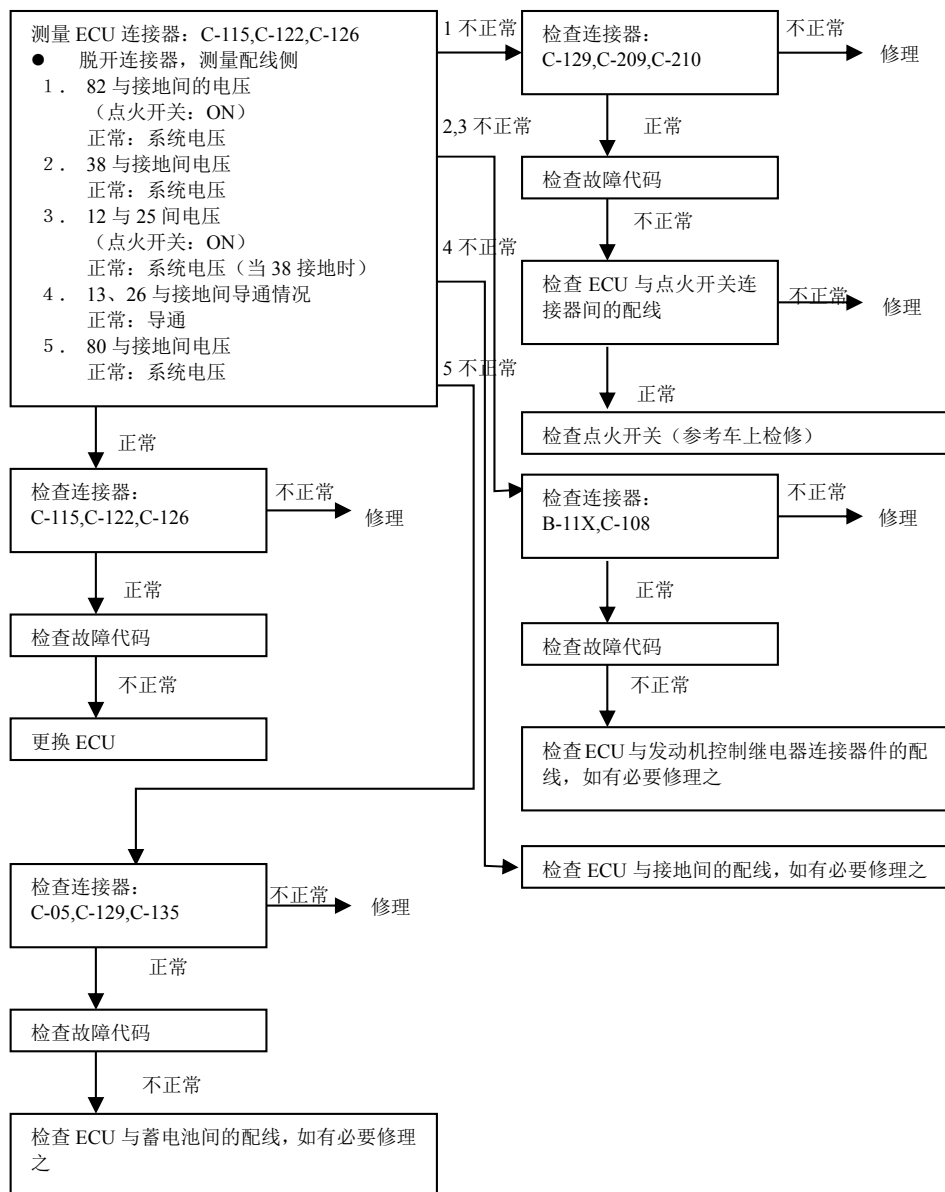 测量 ECU 连接器：C-115,C-122,C-126
● 脱开连接器，测量配线侧
１． 82 与接地间的电压
（点火开关：ON）
正常：系统电压
２． 38 与接地间电压
正常：系统电压
３． 12 与 25 间电压
（点火开关：ON）
正常：系统电压（当 38 接地时）
４． 13、26 与接地间导通情况
正常：导通
５． 80 与接地间电压
正常：系统电压
1 不正常
检查连接器：
C-129,C-209,C-210
不正常
修理
正常
检查故障代码
不正常
检查 ECU 与点火开关连
接器间的配线
不正常
修理
正常
检查点火开关（参考车上检修）
2,3 不正常
检查连接器：
B-11X,C-108
不正常
修理
正常
检查故障代码
不正常
检查 ECU 与发动机控制继电器连接器件的配
线，如有必要修理之
4 不正常
检查 ECU 与接地间的配线，如有必要修理之
5 不正常
正常
检查连接器：
C-115,C-122,C-126
不正常
修理
正常
检查故障代码
不正常
更换 ECU
检查连接器：
C-05,C-129,C-135
不正常
修理
正常
检查故障代码
不正常
检查 ECU 与蓄电池间的配线，如有必要修理
之